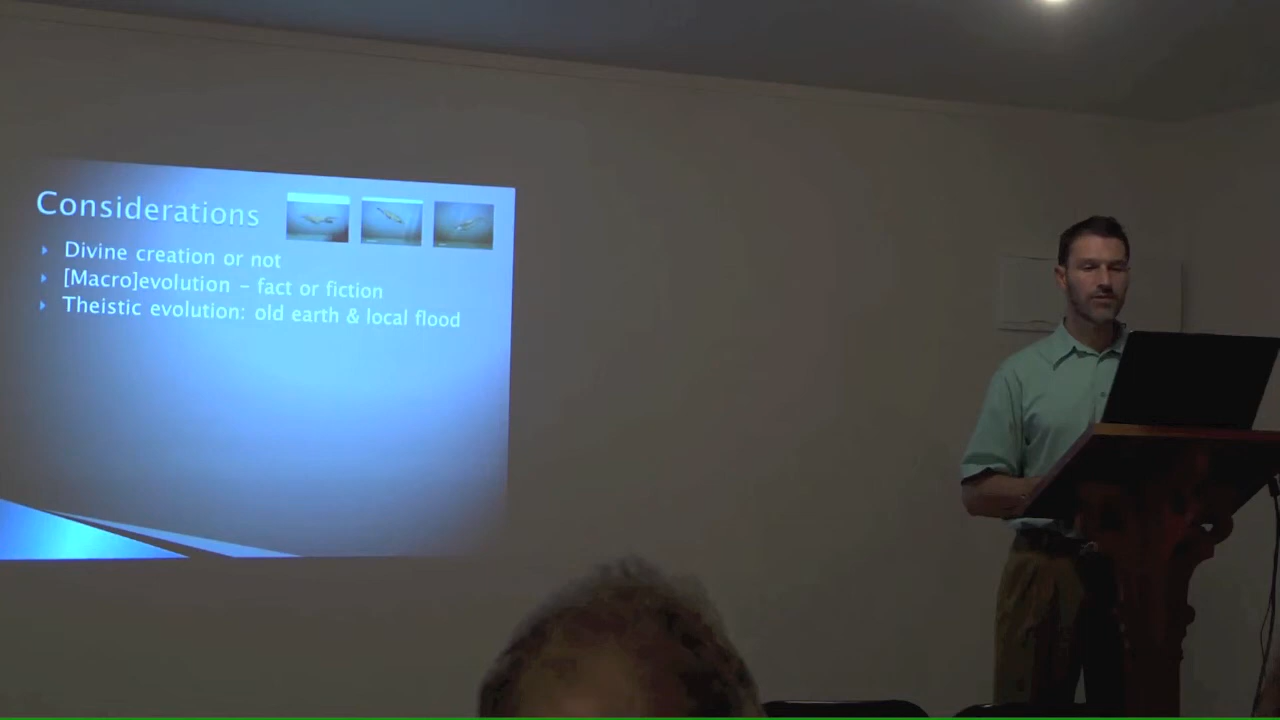 Considerations
Divine creation or not
[Macro]evolution – fact or fiction
Theistic evolution: old earth & local flood